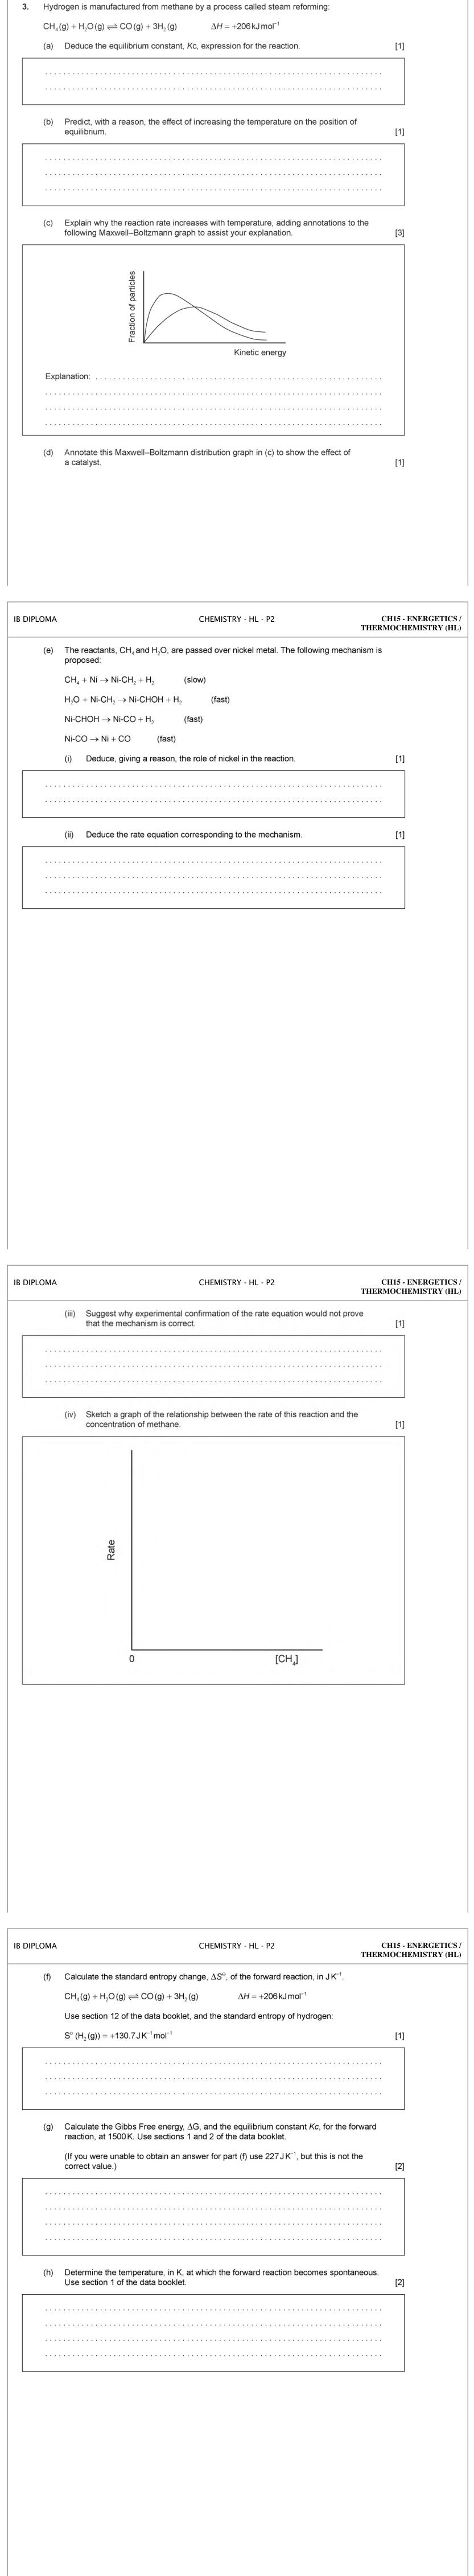 3. Hydrogen is manufactured from methane by a process called steam reforming:
CH₄(g) + H₂O(g) ⇌ CO(g) + 3H₂(g) ΔH = +206 kJ mol⁻¹
(a) Deduce the equilibrium constant, Kc, expression for the reaction. [1]
(b) Predict, with a reason, the effect of increasing the temperature on the position of
equilibrium. [1]
(c) Explain why the reaction rate increases with temperature, adding annotations to the
following Maxwell–Boltzmann graph to assist your explanation. [3]
Fraction of particles
Kinetic energy
Explanation:
(d) Annotate this Maxwell–Boltzmann distribution graph in (c) to show the effect of
a catalyst. [1]
IB DIPLOMA CHEMISTRY - HL - P2 CH15 - ENERGETICS /
THERMOCHEMISTRY (HL)
(e) The reactants, CH₄ and H₂O, are passed over nickel metal. The following mechanism is
proposed:
CH₄ + Ni → Ni-CH₂ + H₂ (slow)
H₂O + Ni-CH₂ → Ni-CHOH + H₂ (fast)
Ni-CHOH → Ni-CO + H₂ (fast)
Ni-CO → Ni + CO (fast)
(i) Deduce, giving a reason, the role of nickel in the reaction. [1]
(ii) Deduce the rate equation corresponding to the mechanism. [1]
IB DIPLOMA CHEMISTRY - HL - P2 CH15 - ENERGETICS /
THERMOCHEMISTRY (HL)
(iii) Suggest why experimental confirmation of the rate equation would not prove
that the mechanism is correct. [1]
(iv) Sketch a graph of the relationship between the rate of this reaction and the
concentration of methane. [1]
Rate
0 [CH₄]
IB DIPLOMA CHEMISTRY - HL - P2 CH15 - ENERGETICS /
THERMOCHEMISTRY (HL)
(f) Calculate the standard entropy change, ΔS⦵, of the forward reaction, in J K⁻¹.
CH₄(g) + H₂O(g) ⇌ CO(g) + 3H₂(g) ΔH = +206 kJ mol⁻¹
Use section 12 of the data booklet, and the standard entropy of hydrogen:
S° (H₂(g)) = +130.7 J K⁻¹ mol⁻¹ [1]
(g) Calculate the Gibbs Free energy, ΔG, and the equilibrium constant Kc, for the forward
reaction, at 1500 K. Use sections 1 and 2 of the data booklet.
(If you were unable to obtain an answer for part (f) use 227 J K⁻¹, but this is not the
correct value.) [2]
(h) Determine the temperature, in K, at which the forward reaction becomes spontaneous.
Use section 1 of the data booklet. [2]